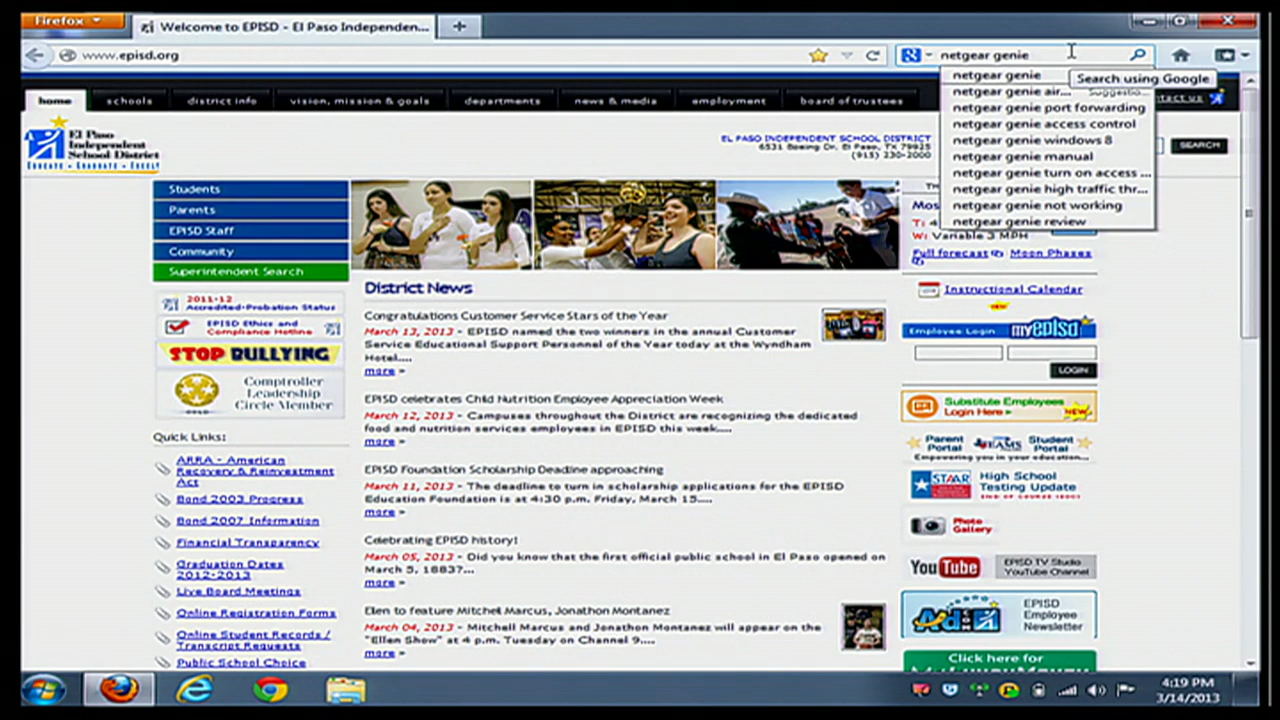 Firefox
Welcome to EPISD - El Paso Independen...
www.episd.org
netgear genie
Search using Google
netgear genie
netgear genie air...
Suggestio...
netgear genie port forwarding
netgear genie access control
netgear genie windows 8
netgear genie manual
netgear genie turn on access ...
netgear genie high traffic thr...
netgear genie not working
netgear genie review
home
schools
district info
vision, mission & goals
departments
news & media
employment
board of trustees
El Paso
Independent
School District
EDUCATE • GRADUATE • EXCEL
EL PASO INDEPENDENT SCHOOL DISTRICT
6531 Boeing Dr. El Paso, TX 79925
(915) 230-2000
SEARCH
Students
Parents
EPISD Staff
Community
Superintendent Search
2011-12
Accredited-Probation Status
EPISD Ethics and
Compliance Hotline
STOP BULLYING
Comptroller
Leadership
Circle Member
GOLD
Quick Links:
ARRA - American
Recovery & Reinvestment
Act
Bond 2003 Progress
Bond 2007 Information
Financial Transparency
Graduation Dates
2012-2013
Live Board Meetings
Online Registration Forms
Online Student Records /
Transcript Requests
Public School Choice
District News
Congratulations Customer Service Stars of the Year
March 13, 2013 - EPISD named the two winners in the annual Customer
Service Educational Support Personnel of the Year today at the Wyndham
Hotel....
more »
EPISD celebrates Child Nutrition Employee Appreciation Week
March 12, 2013 - Campuses throughout the District are recognizing the dedicated
food and nutrition services employees in EPISD this week....
more »
EPISD Foundation Scholarship Deadline approaching
March 11, 2013 - The deadline to turn in scholarship applications for the EPISD
Education Foundation is at 4:30 p.m. Friday, March 15....
more »
Celebrating EPISD history!
March 05, 2013 - Did you know that the first official public school in El Paso opened on
March 5, 1883?...
more »
Ellen to feature Mitchel Marcus, Jonathon Montanez
March 04, 2013 - Mitchell Marcus and Jonathon Montanez will appear on the
"Ellen Show" at 4 p.m. Tuesday on Channel 9....
more »
W: Variable 3 MPH
Full forecast
Moon Phases
Instructional Calendar
NEW
Employee Login
myepisd
LOGIN
Substitute Employees
Login Here
NEW
Parent
Portal
TEAMS
Student
Portal
Empowering you in your education...
STAAR
High School
Testing Update
END OF COURSE (EOC)
Photo
Gallery
YouTube
EPISD TV Studio
YouTube Channel
EPISD
Employee
Newsletter
Click here for
4:19 PM
3/14/2013